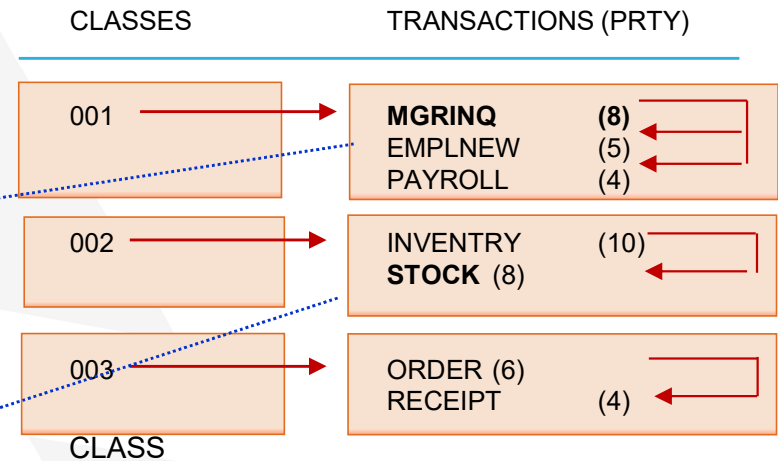 CLASSES TRANSACTIONS (PRTY)
001 MGRINQ (8)
EMPLNEW (5)
PAYROLL (4)
002 INVENTRY (10)
STOCK (8)
003 ORDER (6)
RECEIPT (4)
CLASS